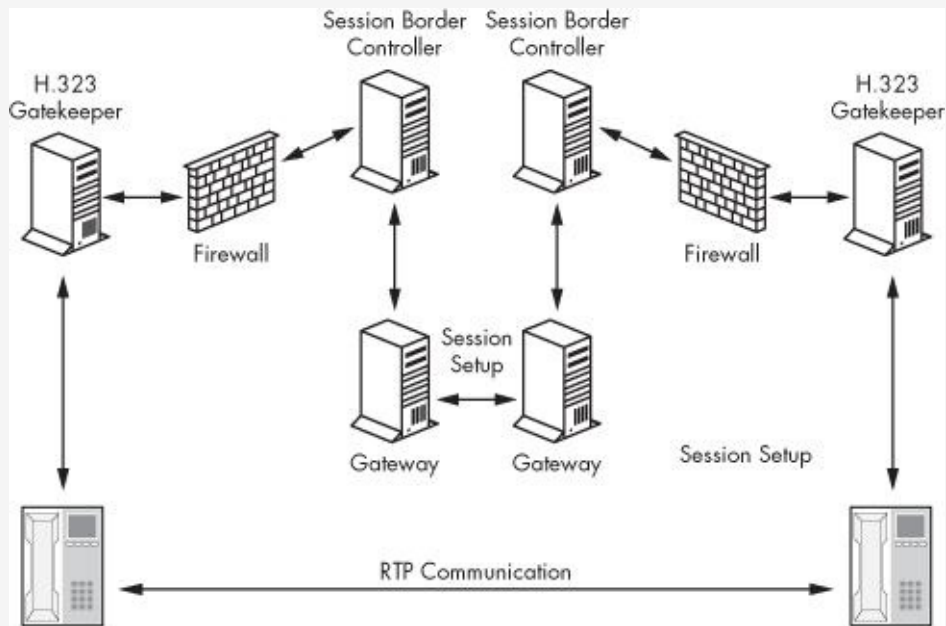 Session Border
Controller
Session Border
Controller
H.323
Gatekeeper
H.323
Gatekeeper
Firewall
Firewall
Session
Setup
Gateway
Gateway
Session Setup
RTP Communication